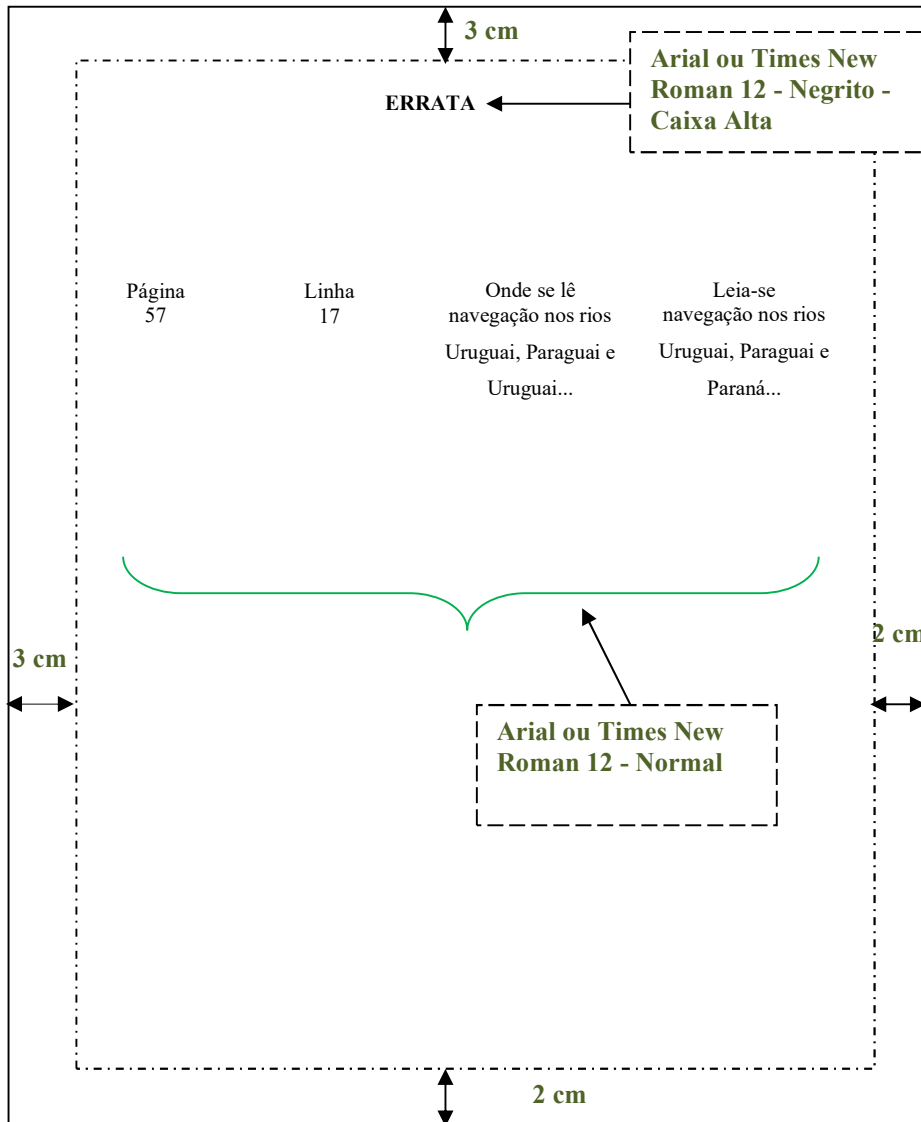 3 cm
Arial ou Times New
Roman 12 - Negrito -
Caixa Alta
ERRATA
Página
57
Linha
17
Onde se lê
navegação nos rios
Uruguai, Paraguai e
Uruguai...
Leia-se
navegação nos rios
Uruguai, Paraguai e
Paraná...
3 cm
2 cm
Arial ou Times New
Roman 12 - Normal
2 cm